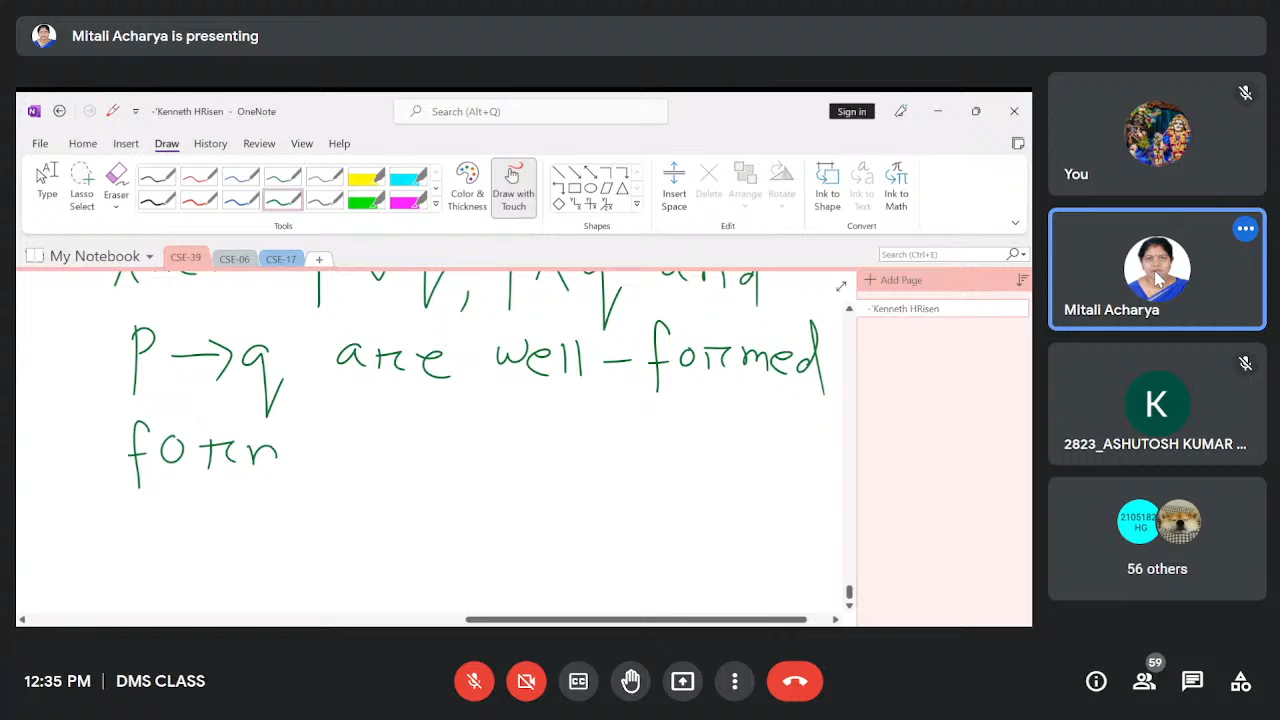 Mitali Acharya is presenting
-'Kenneth HRisen - OneNote
Search (Alt+Q)
Sign in
File Home Insert Draw History Review View Help
Type
Lasso Select
Eraser
Color & Thickness
Draw with Touch
Insert Space
Delete
Arrange
Rotate
Ink to Shape
Ink to Text
Ink to Math
Tools
Shapes
Edit
Convert
My Notebook
CSE-39
CSE-06
CSE-17
Search (Ctrl+E)
Add Page
-'Kenneth HRisen
p∨q, p∧q and
P → q are well-formed
forn
You
Mitali Acharya
K
2823_ASHUTOSH KUMAR ...
2105182
HG
56 others
12:35 PM | DMS CLASS
59